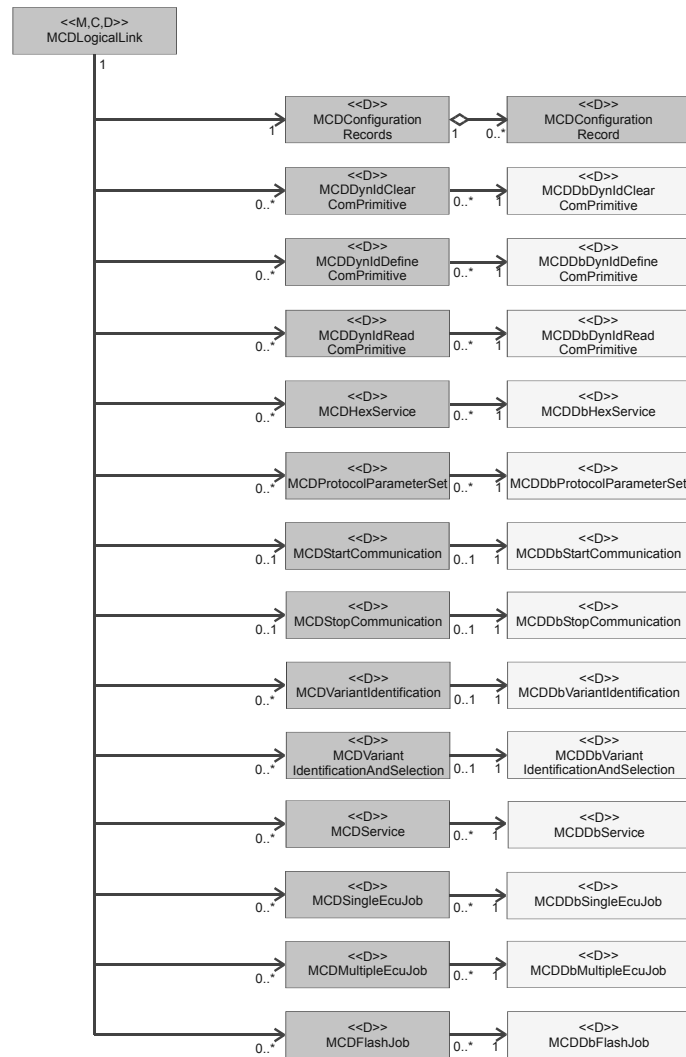 <<M,C,D>>
MCDLogicalLink
1
<<D>>
MCDConfiguration
Records
1
1
0..*
<<D>>
MCDConfiguration
Record
<<D>>
MCDDynIdClear
ComPrimitive
0..*
0..*
1
<<D>>
MCDDbDynIdClear
ComPrimitive
<<D>>
MCDDynIdDefine
ComPrimitive
0..*
0..*
1
<<D>>
MCDDbDynIdDefine
ComPrimitive
<<D>>
MCDDynIdRead
ComPrimitive
0..*
0..*
1
<<D>>
MCDDbDynIdRead
ComPrimitive
<<D>>
MCDHexService
0..*
0..*
1
<<D>>
MCDDbHexService
<<D>>
MCDProtocolParameterSet
0..*
0..*
1
<<D>>
MCDDbProtocolParameterSet
<<D>>
MCDStartCommunication
0..1
0..1
1
<<D>>
MCDDbStartCommunication
<<D>>
MCDStopCommunication
0..1
0..1
1
<<D>>
MCDDbStopCommunication
<<D>>
MCDVariantIdentification
0..*
0..1
1
<<D>>
MCDDbVariantIdentification
<<D>>
MCDVariant
IdentificationAndSelection
0..*
0..1
1
<<D>>
MCDDbVariant
IdentificationAndSelection
<<D>>
MCDService
0..*
0..*
1
<<D>>
MCDDbService
<<D>>
MCDSingleEcuJob
0..*
0..*
1
<<D>>
MCDDbSingleEcuJob
<<D>>
MCDMultipleEcuJob
0..*
0..*
1
<<D>>
MCDDbMultipleEcuJob
<<D>>
MCDFlashJob
0..*
0..*
1
<<D>>
MCDDbFlashJob